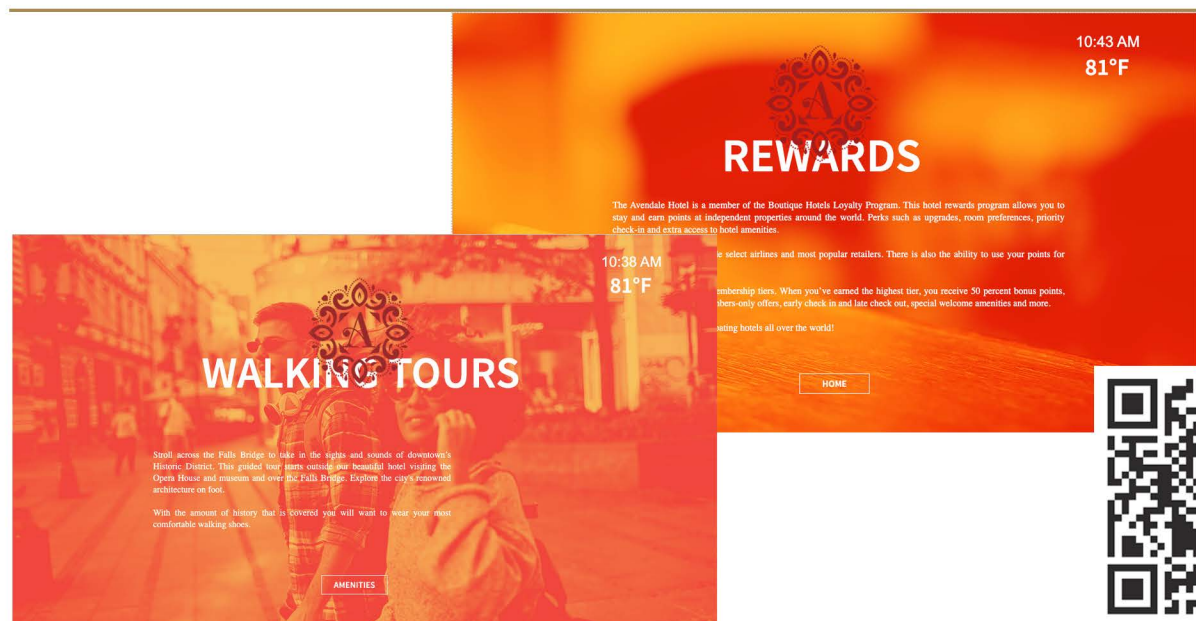 10:43 AM
81°F
A
REWARDS
The Avendale Hotel is a member of the Boutique Hotels Loyalty Program. This hotel rewards program allows you to
stay and earn points at independent properties around the world. Perks such as upgrades, room preferences, priority
check-in and extra access to hotel amenities.
select airlines and most popular retailers. There is also the ability to use your points for
tiers. When you've earned the highest tier, you receive 50 percent bonus points,
offers, early check in and late check out, special welcome amenities and more.
hotels all over the world!
HOME
10:38 AM
81°F
A
WALKING TOURS
Stroll across the Falls Bridge to take in the sights and sounds of downtown's
Historic District. This guided tour starts outside our beautiful hotel visiting the
Opera House and museum and over the Falls Bridge. Explore the city's renowned
architecture on foot.
With the amount of history that is covered you will want to wear your most
comfortable walking shoes.
AMENITIES